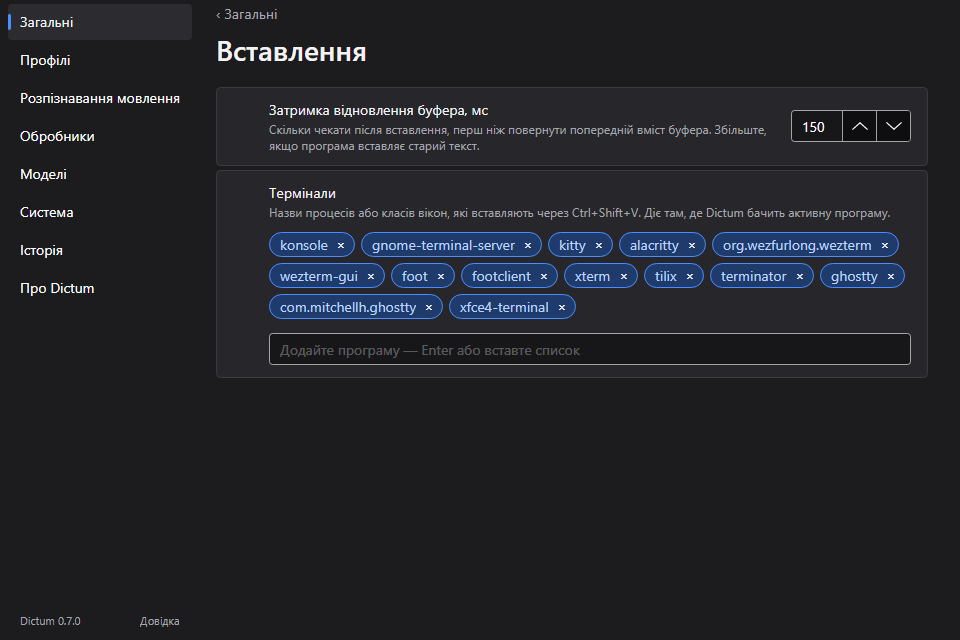 Загальні
Профілі
Розпізнавання мовлення
Обробники
Моделі
Система
Історія
Про Dictum
Dictum 0.7.0
Довідка
‹ Загальні
Вставлення
Затримка відновлення буфера, мс
Скільки чекати після вставлення, перш ніж повернути попередній вміст буфера. Збільште,
якщо програма вставляє старий текст.
150
Термінали
Назви процесів або класів вікон, які вставляють через Ctrl+Shift+V. Діє там, де Dictum бачить активну програму.
konsole × gnome-terminal-server × kitty × alacritty × org.wezfurlong.wezterm ×
wezterm-gui × foot × footclient × xterm × tilix × terminator × ghostty ×
com.mitchellh.ghostty × xfce4-terminal ×
Додайте програму — Enter або вставте список